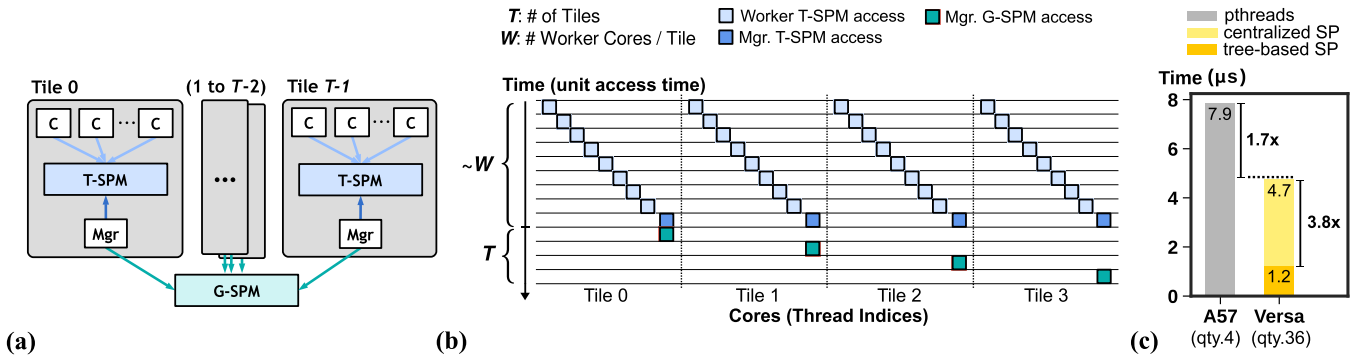 Tile 0
(1 to T-2)
Tile T-1
C C ··· C
C C ··· C
T-SPM
•••
T-SPM
Mgr
Mgr
G-SPM
(a)
T: # of Tiles
W: # Worker Cores / Tile
Worker T-SPM access
Mgr. T-SPM access
Mgr. G-SPM access
Time (unit access time)
~W
T
Tile 0 Tile 1 Tile 2 Tile 3
Cores (Thread Indices)
(b)
pthreads
centralized SP
tree-based SP
Time (µs)
8
6
4
2
0
7.9
1.7x
4.7
3.8x
1.2
A57 Versa
(qty.4) (qty.36)
(c)